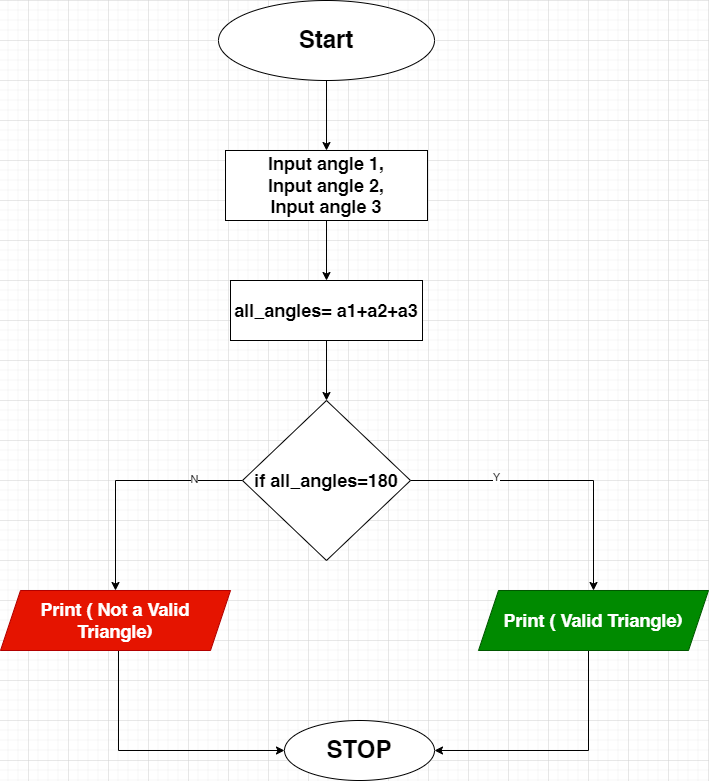 Start
Input angle 1,
Input angle 2,
Input angle 3
all_angles= a1+a2+a3
if all_angles=180
N
Y
Print ( Not a Valid
Triangle)
Print ( Valid Triangle)
STOP